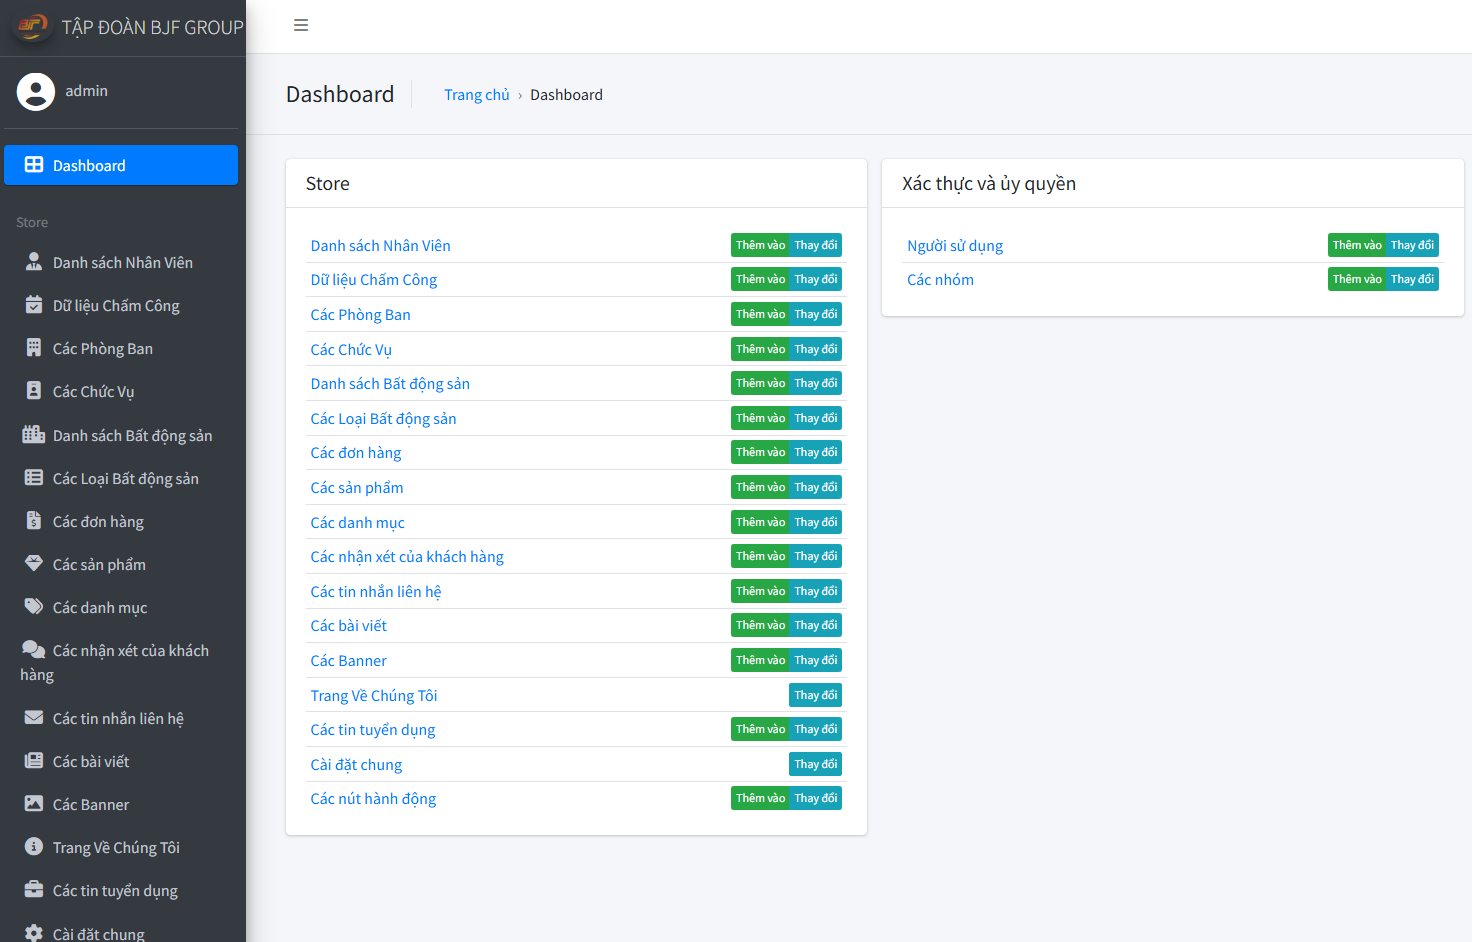 BJF
TẬP ĐOÀN BJF GROUP
admin
Dashboard
Store
Danh sách Nhân Viên
Dữ liệu Chấm Công
Các Phòng Ban
Các Chức Vụ
Danh sách Bất động sản
Các Loại Bất động sản
Các đơn hàng
Các sản phẩm
Các danh mục
Các nhận xét của khách
hàng
Các tin nhắn liên hệ
Các bài viết
Các Banner
Trang Về Chúng Tôi
Các tin tuyển dụng
Cài đặt chung
Dashboard
Trang chủ › Dashboard
Store
Danh sách Nhân Viên Thêm vào Thay đổi
Dữ liệu Chấm Công Thêm vào Thay đổi
Các Phòng Ban Thêm vào Thay đổi
Các Chức Vụ Thêm vào Thay đổi
Danh sách Bất động sản Thêm vào Thay đổi
Các Loại Bất động sản Thêm vào Thay đổi
Các đơn hàng Thêm vào Thay đổi
Các sản phẩm Thêm vào Thay đổi
Các danh mục Thêm vào Thay đổi
Các nhận xét của khách hàng Thêm vào Thay đổi
Các tin nhắn liên hệ Thêm vào Thay đổi
Các bài viết Thêm vào Thay đổi
Các Banner Thêm vào Thay đổi
Trang Về Chúng Tôi Thay đổi
Các tin tuyển dụng Thêm vào Thay đổi
Cài đặt chung Thay đổi
Các nút hành động Thêm vào Thay đổi
Xác thực và ủy quyền
Người sử dụng Thêm vào Thay đổi
Các nhóm Thêm vào Thay đổi